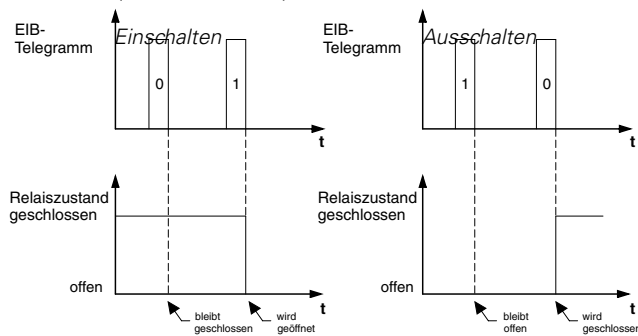 EIB-
Telegramm
Einschalten
0
1
t
EIB-
Telegramm
Ausschalten
1
0
t
Relaiszustand
geschlossen
offen
t
bleibt
geschlossen
wird
geöffnet
Relaiszustand
geschlossen
offen
t
bleibt
offen
wird
geschlossen